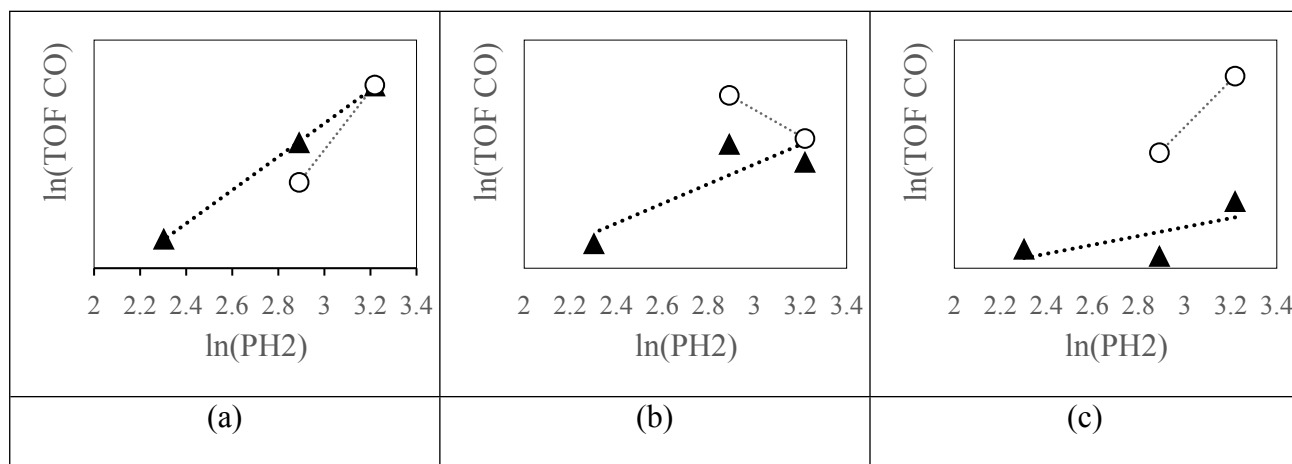 ln(TOF CO)
2 2.2 2.4 2.6 2.8 3 3.2 3.4
ln(PH2)
(a)
ln(TOF CO)
2 2.2 2.4 2.6 2.8 3 3.2 3.4
ln(PH2)
(b)
ln(TOF CO)
2 2.2 2.4 2.6 2.8 3 3.2 3.4
ln(PH2)
(c)